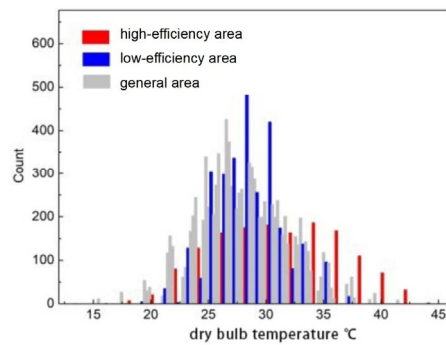 600
500
400
300
200
100
0
Count
high-efficiency area
low-efficiency area
general area
15 20 25 30 35 40 45
dry bulb temperature ℃